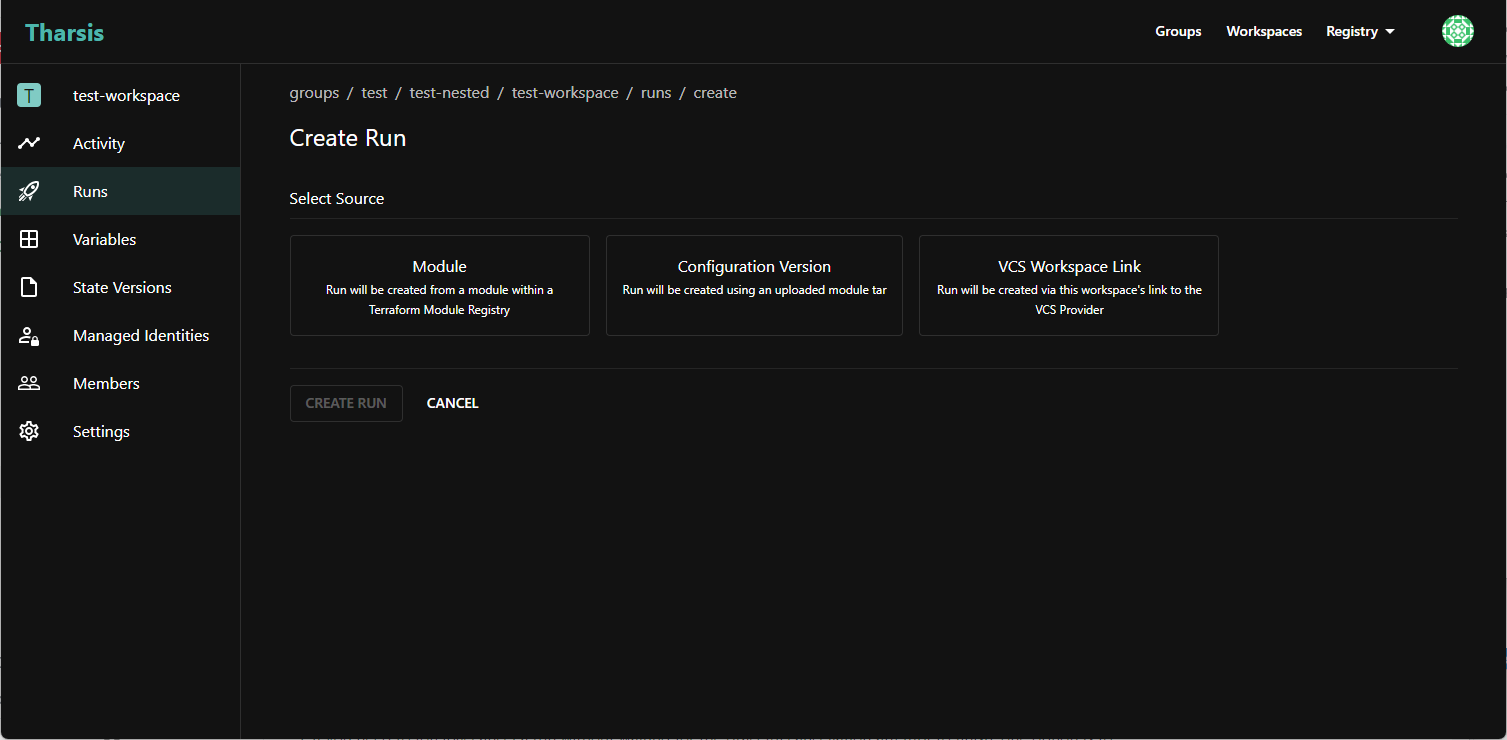 Tharsis
Groups Workspaces Registry
T test-workspace
Activity
Runs
Variables
State Versions
Managed Identities
Members
Settings
groups / test / test-nested / test-workspace / runs / create
Create Run
Select Source
Module
Run will be created from a module within a
Terraform Module Registry
Configuration Version
Run will be created using an uploaded module tar
VCS Workspace Link
Run will be created via this workspace's link to the
VCS Provider
CREATE RUN CANCEL